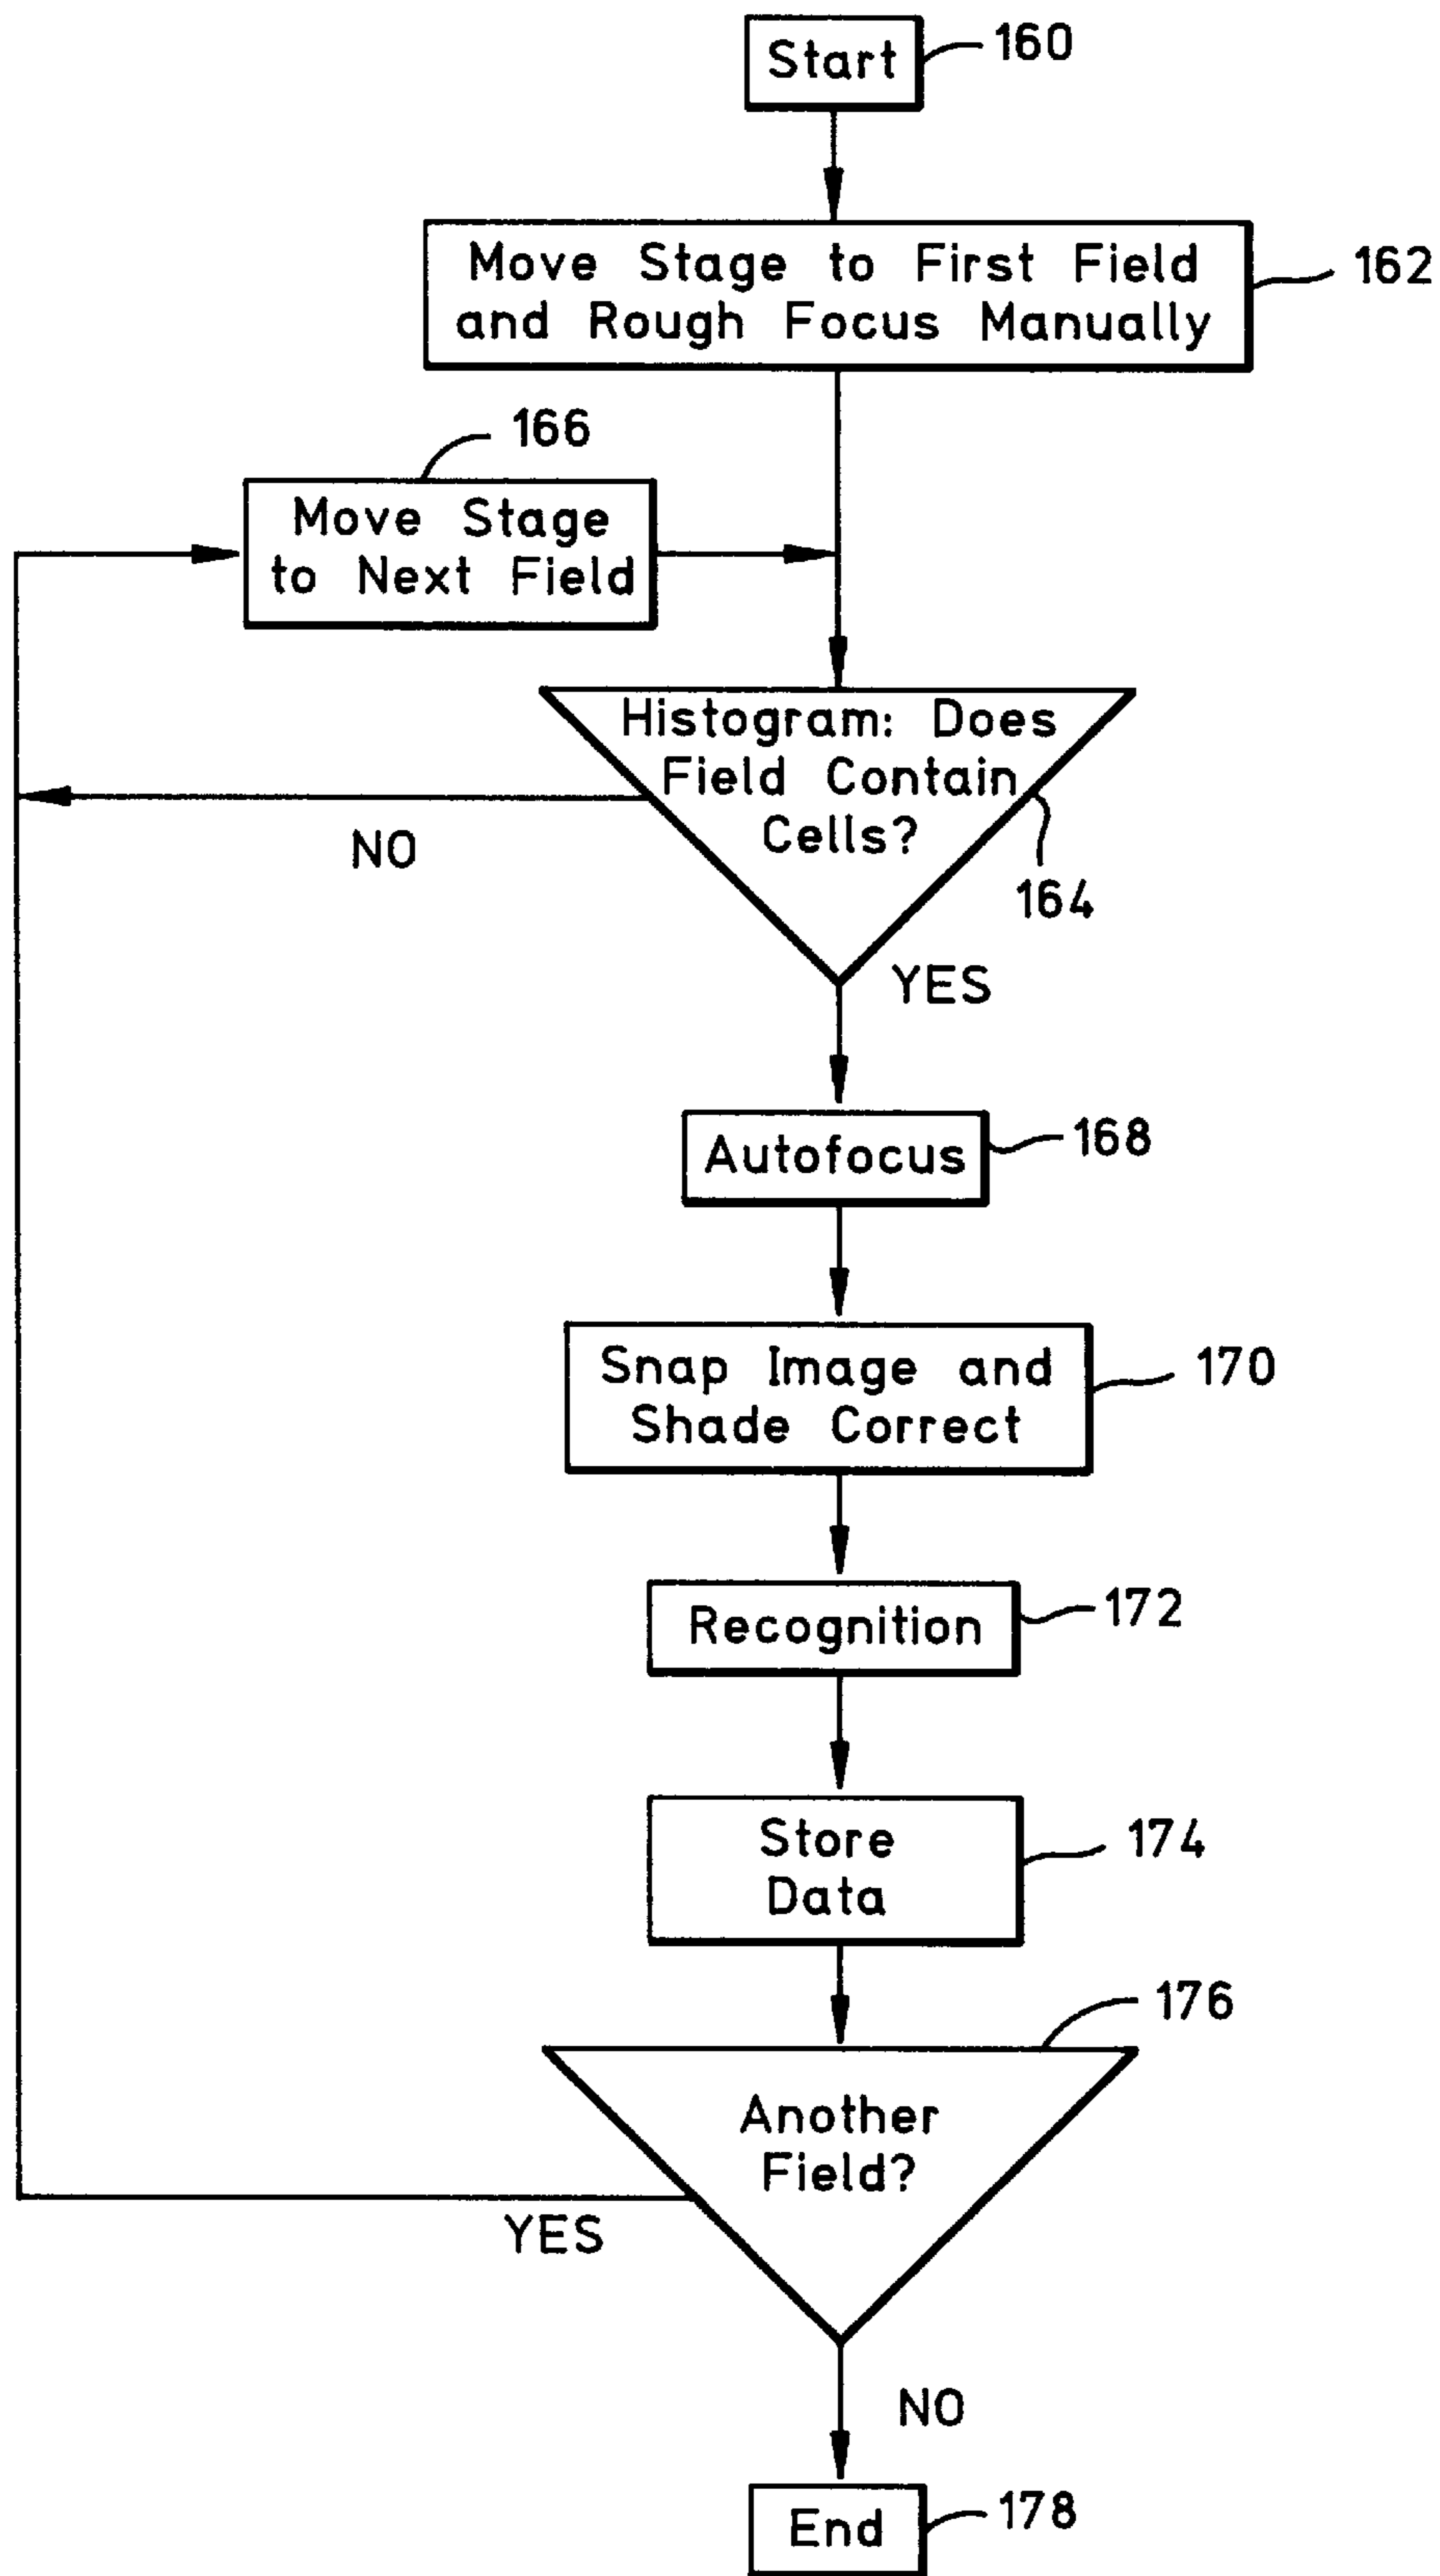 Start
160
Move Stage to First Field
and Rough Focus Manually
162
166
Move Stage
to Next Field
Histogram: Does
Field Contain
Cells?
NO
164
YES
Autofocus
168
Snap Image and
Shade Correct
170
Recognition
172
Store
Data
174
176
Another
Field?
YES
NO
End
178